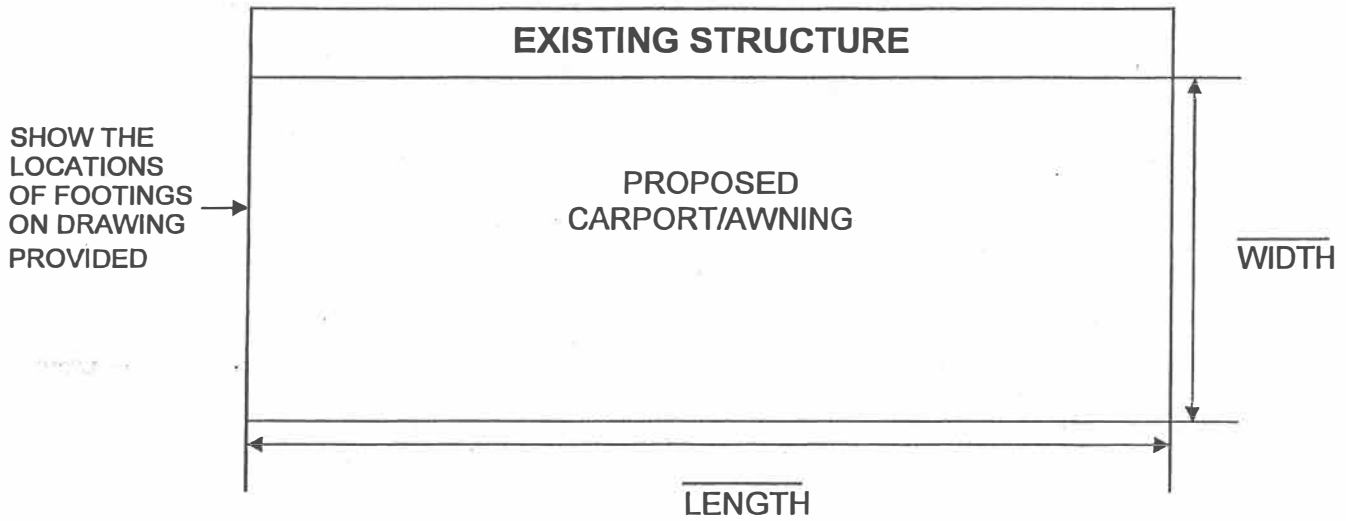 EXISTING STRUCTURE
SHOW THE
LOCATIONS
OF FOOTINGS
ON DRAWING
PROVIDED
PROPOSED
CARPORT/AWNING
WIDTH
LENGTH